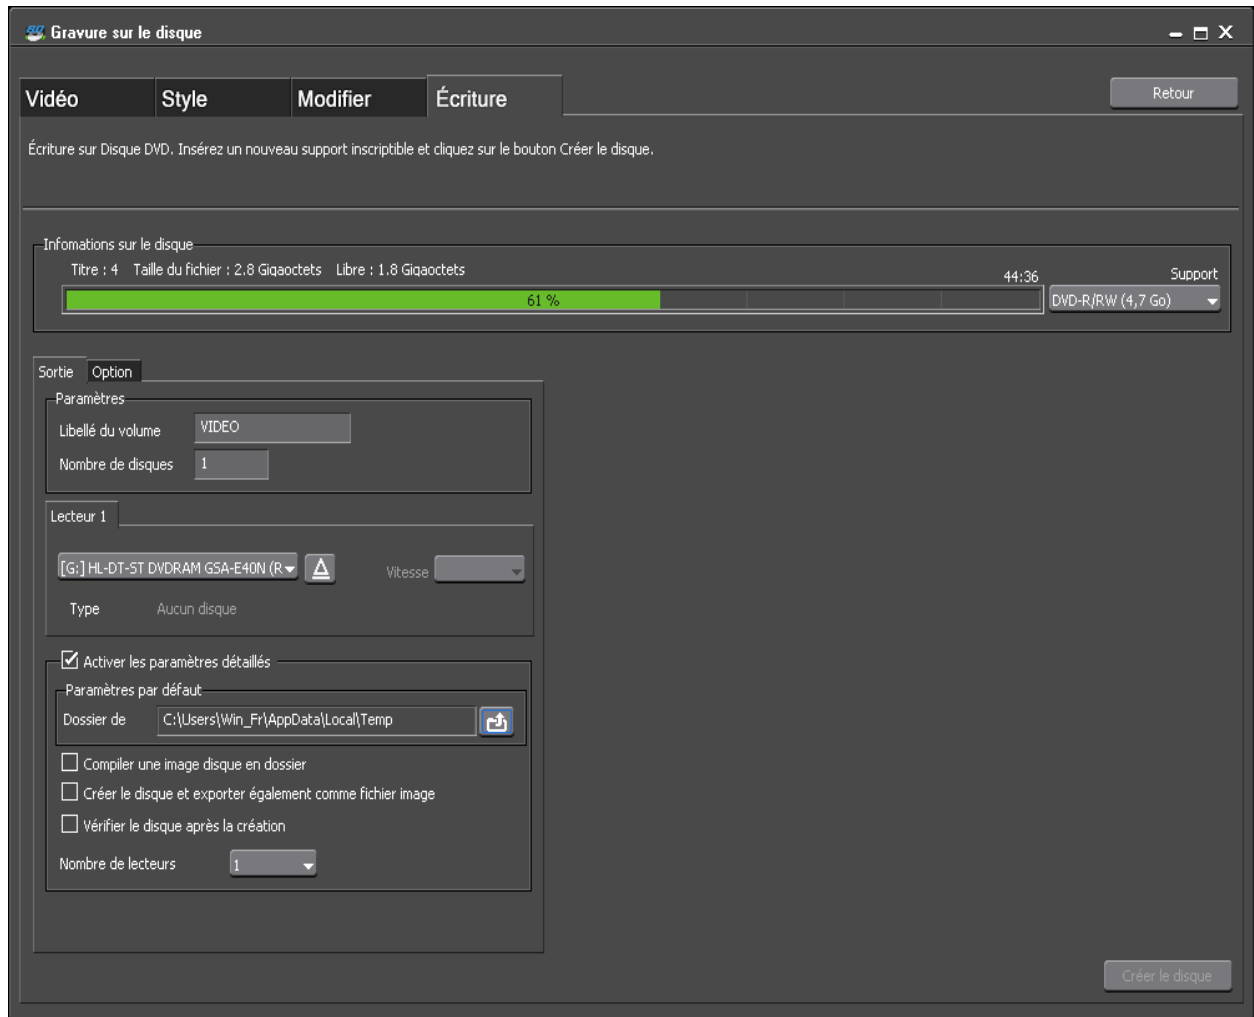 Gravure sur le disque
Vidéo Style Modifier Écriture Retour
Écriture sur Disque DVD. Insérez un nouveau support inscriptible et cliquez sur le bouton Créer le disque.
Infomations sur le disque
Titre : 4 Taille du fichier : 2.8 Gigaoctets Libre : 1.8 Gigaoctets 44:36 Support
61 % DVD-R/RW (4,7 Go)
Sortie Option
Paramètres
Libellé du volume VIDEO
Nombre de disques 1
Lecteur 1
[G:] HL-DT-ST DVDRAM GSA-E40N (R Vitesse
Type Aucun disque
Activer les paramètres détaillés
Paramètres par défaut
Dossier de C:\Users\Win_Fr\AppData\Local\Temp
Compiler une image disque en dossier
Créer le disque et exporter également comme fichier image
Vérifier le disque après la création
Nombre de lecteurs 1
Créer le disque